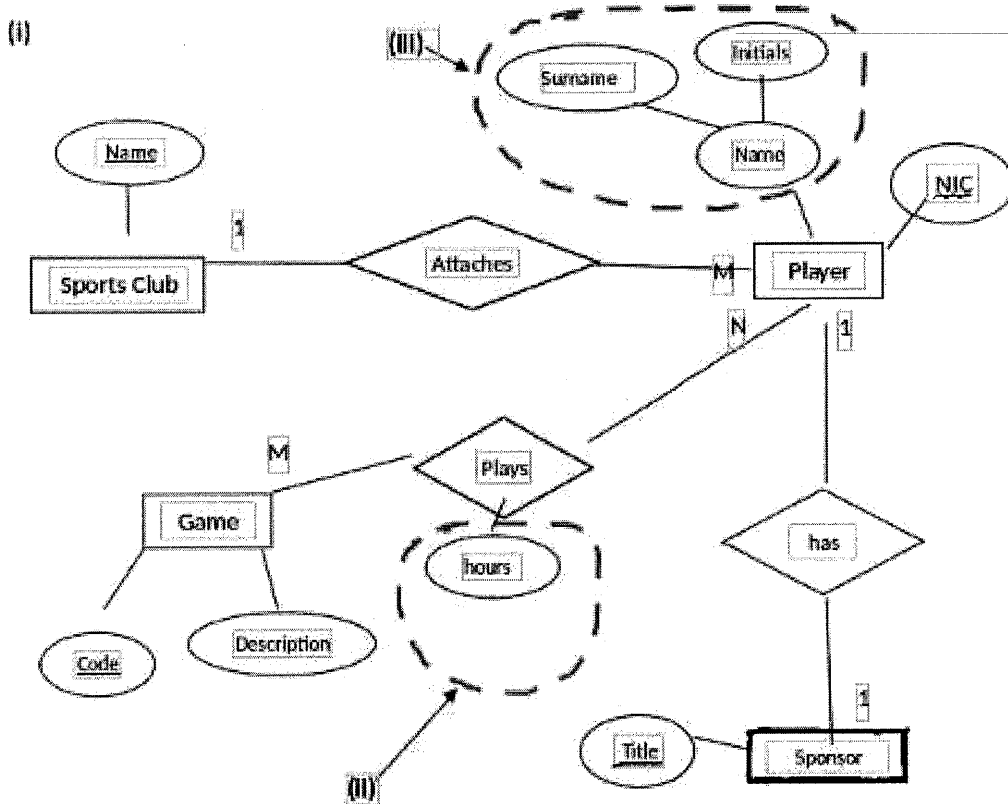 (i)
(iii)
Initials
Surname
Name
Name
NIC
1
Sports Club
Attaches
M
Player
N
1
M
Plays
Game
has
hours
Code
Description
1
Title
Sponsor
(ii)